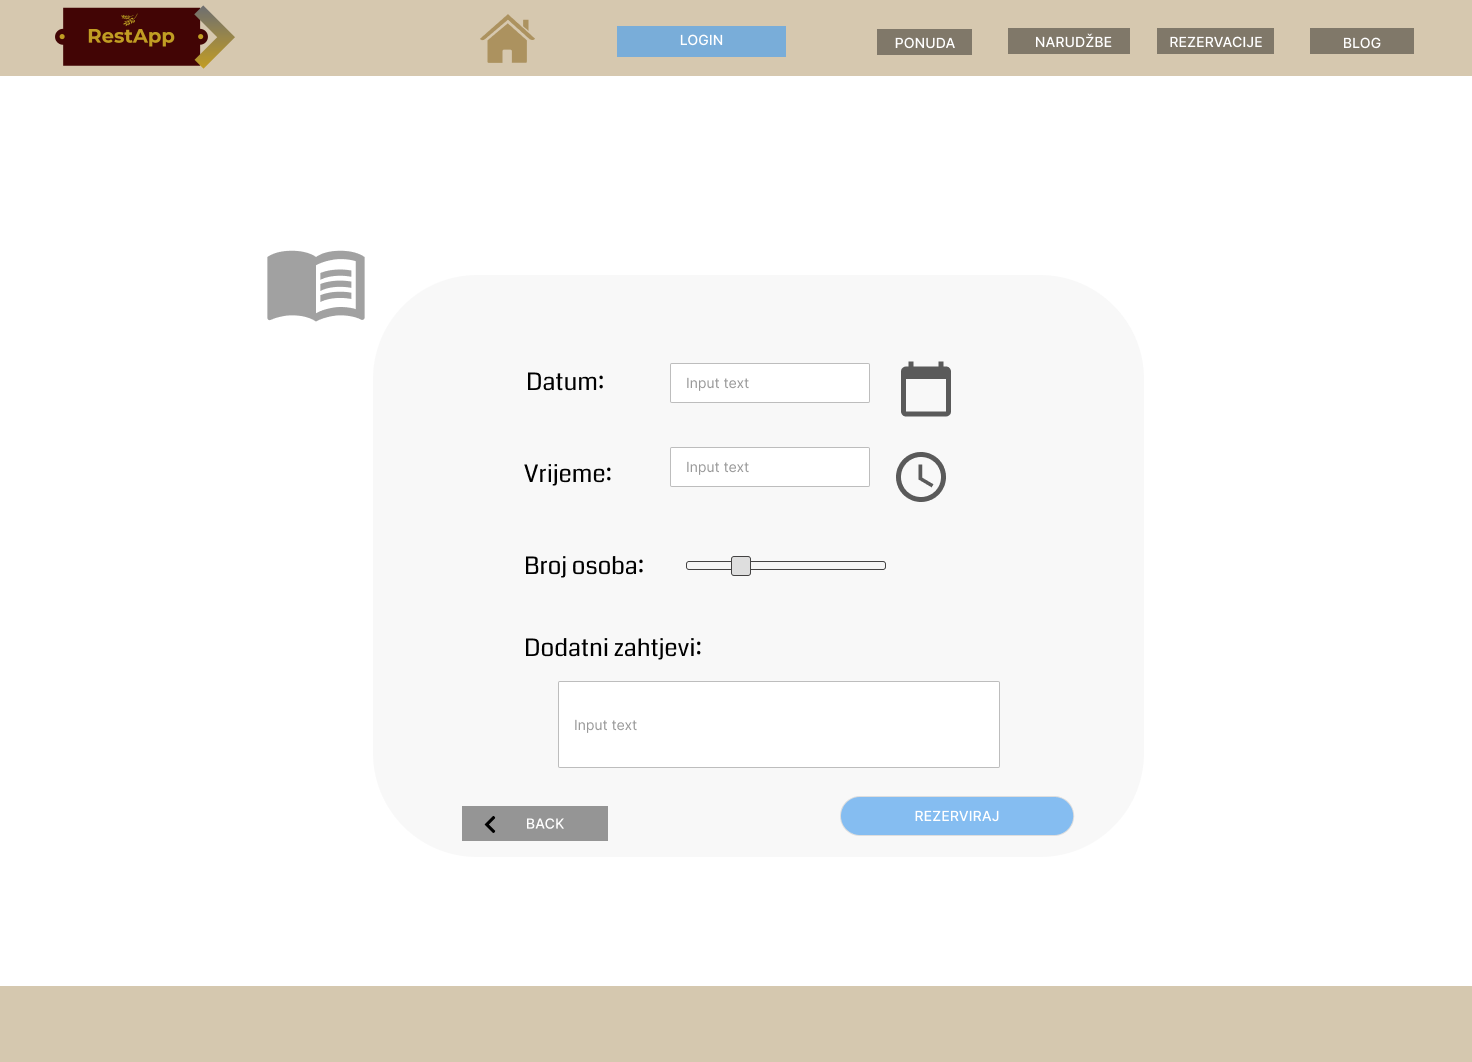 RestApp
LOGIN
PONUDA
NARUDŽBE
REZERVACIJE
BLOG
Datum:
Input text
Vrijeme:
Input text
Broj osoba:
Dodatni zahtjevi:
Input text
BACK
REZERVIRAJ